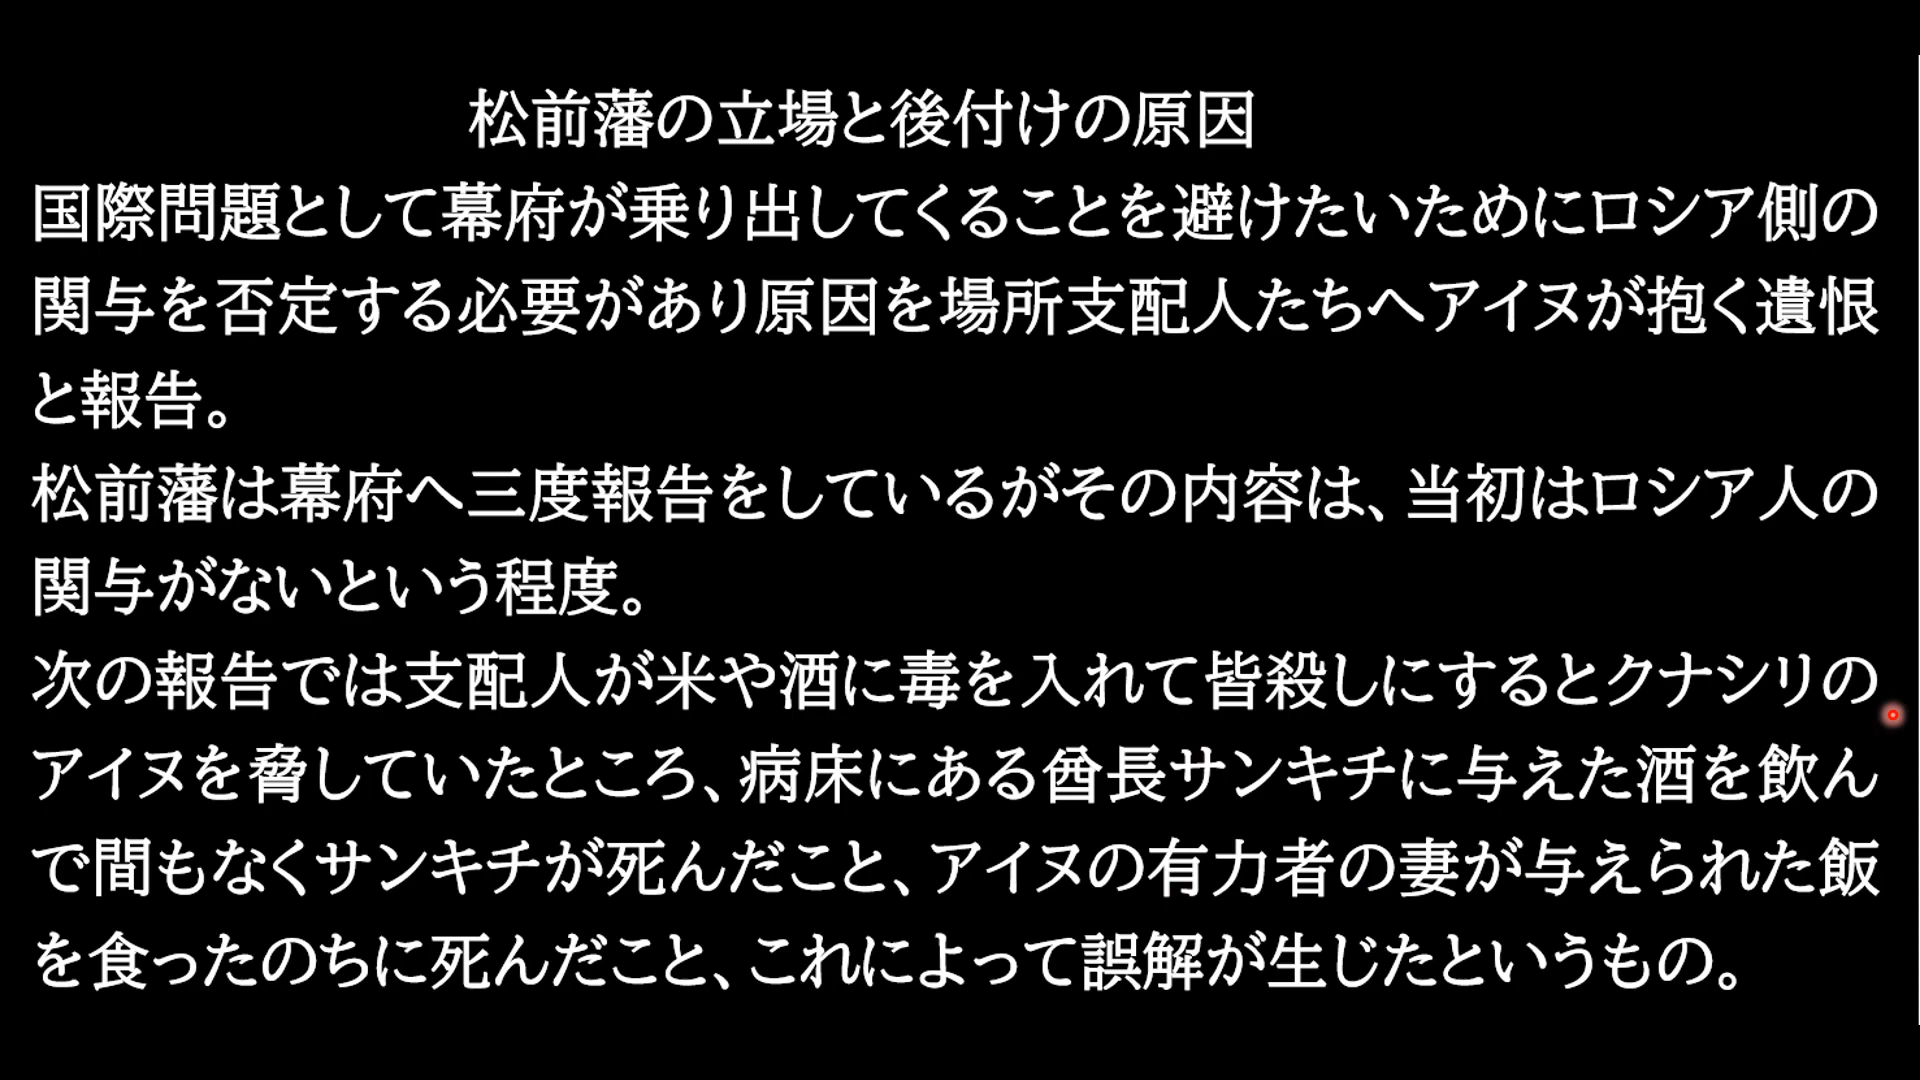 松前藩の立場と後付けの原因
国際問題として幕府が乗り出してくることを避けたいためにロシア側の
関与を否定する必要があり原因を場所支配人たちへアイヌが抱く遺恨
と報告。
松前藩は幕府へ三度報告をしているがその内容は、当初はロシア人の
関与がないという程度。
次の報告では支配人が米や酒に毒を入れて皆殺しにするとクナシリの
アイヌを脅していたところ、病床にある酋長サンキチに与えた酒を飲ん
で間もなくサンキチが死んだこと、アイヌの有力者の妻が与えられた飯
を食ったのちに死んだこと、これによって誤解が生じたというもの。